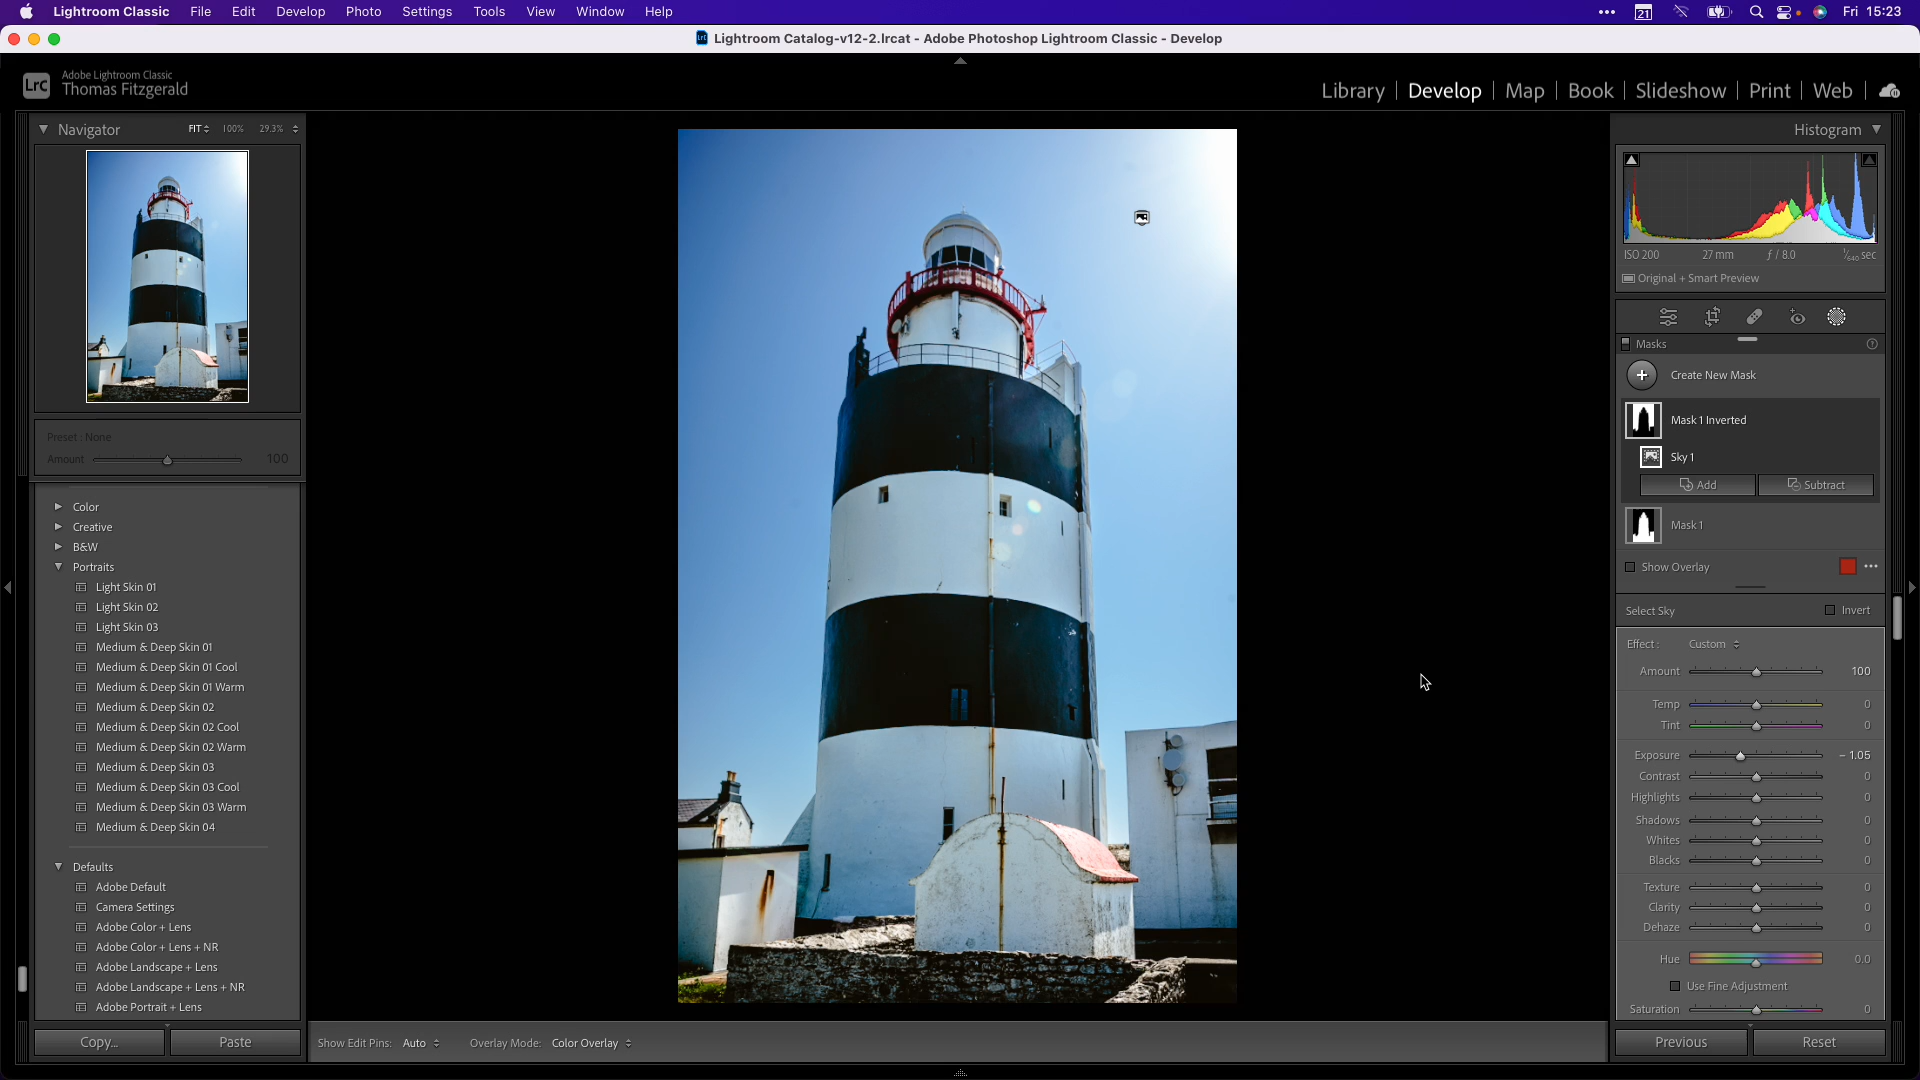 Lightroom Classic File Edit Develop Photo Settings Tools View Window Help 21 Fri 15:23
LrC Lightroom Catalog-v12-2.lrcat - Adobe Photoshop Lightroom Classic - Develop
LrC Adobe Lightroom Classic
Thomas Fitzgerald
Library Develop Map Book Slideshow Print Web
Navigator FIT 100% 29.3%
Preset : None
Amount 100
Color
Creative
B&W
Portraits
Light Skin 01
Light Skin 02
Light Skin 03
Medium & Deep Skin 01
Medium & Deep Skin 01 Cool
Medium & Deep Skin 01 Warm
Medium & Deep Skin 02
Medium & Deep Skin 02 Cool
Medium & Deep Skin 02 Warm
Medium & Deep Skin 03
Medium & Deep Skin 03 Cool
Medium & Deep Skin 03 Warm
Medium & Deep Skin 04
Defaults
Adobe Default
Camera Settings
Adobe Color + Lens
Adobe Color + Lens + NR
Adobe Landscape + Lens
Adobe Landscape + Lens + NR
Adobe Portrait + Lens
Copy... Paste
Show Edit Pins: Auto Overlay Mode: Color Overlay
Histogram
ISO 200 27 mm ƒ / 8.0 1/640 sec
Original + Smart Preview
Masks
Create New Mask
Mask 1 Inverted
Sky 1
Add Subtract
Mask 1
Show Overlay
Select Sky Invert
Effect : Custom
Amount 100
Temp 0
Tint 0
Exposure – 1.05
Contrast 0
Highlights 0
Shadows 0
Whites 0
Blacks 0
Texture 0
Clarity 0
Dehaze 0
Hue 0.0
Use Fine Adjustment
Saturation 0
Previous Reset